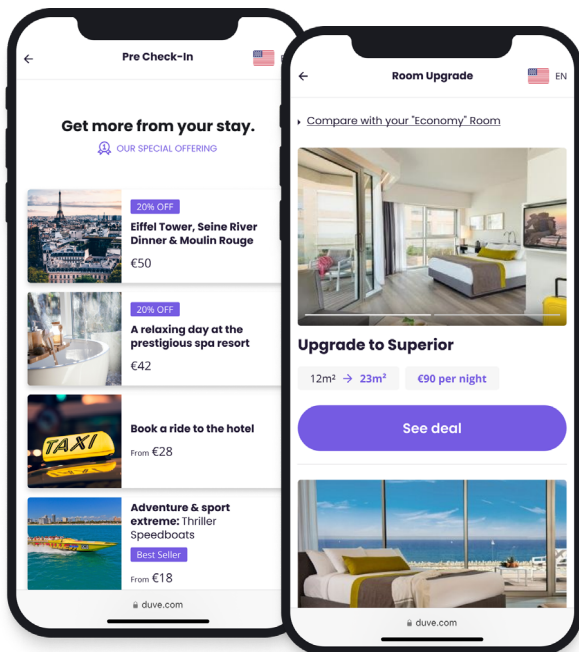 Pre Check-In
Get more from your stay.
OUR SPECIAL OFFERING
20% OFF
Eiffel Tower, Seine River
Dinner & Moulin Rouge
€50
20% OFF
A relaxing day at the
prestigious spa resort
€42
TAXI
Book a ride to the hotel
From €28
Adventure & sport
extreme: Thriller
Speedboats
Best Seller
From €18
duve.com
Room Upgrade
EN
Compare with your "Economy" Room
Upgrade to Superior
12m² → 23m²
€90 per night
See deal
duve.com